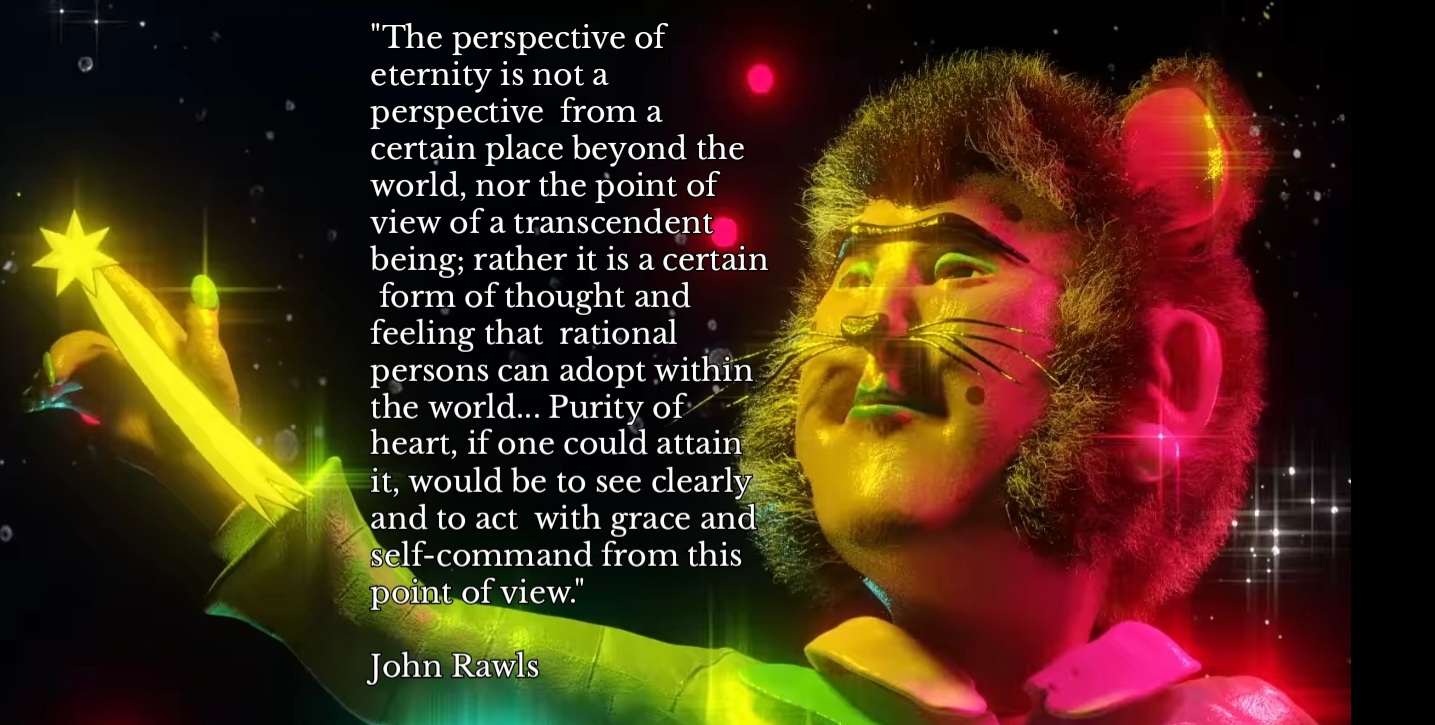 "The perspective of
eternity is not a
perspective  from a
certain place beyond the
world, nor the point of
view of a transcendent
being; rather it is a certain
 form of thought and
feeling that  rational
persons can adopt within
the world... Purity of
heart, if one could attain
it, would be to see clearly
and to act  with grace and
self-command from this
point of view."
John Rawls